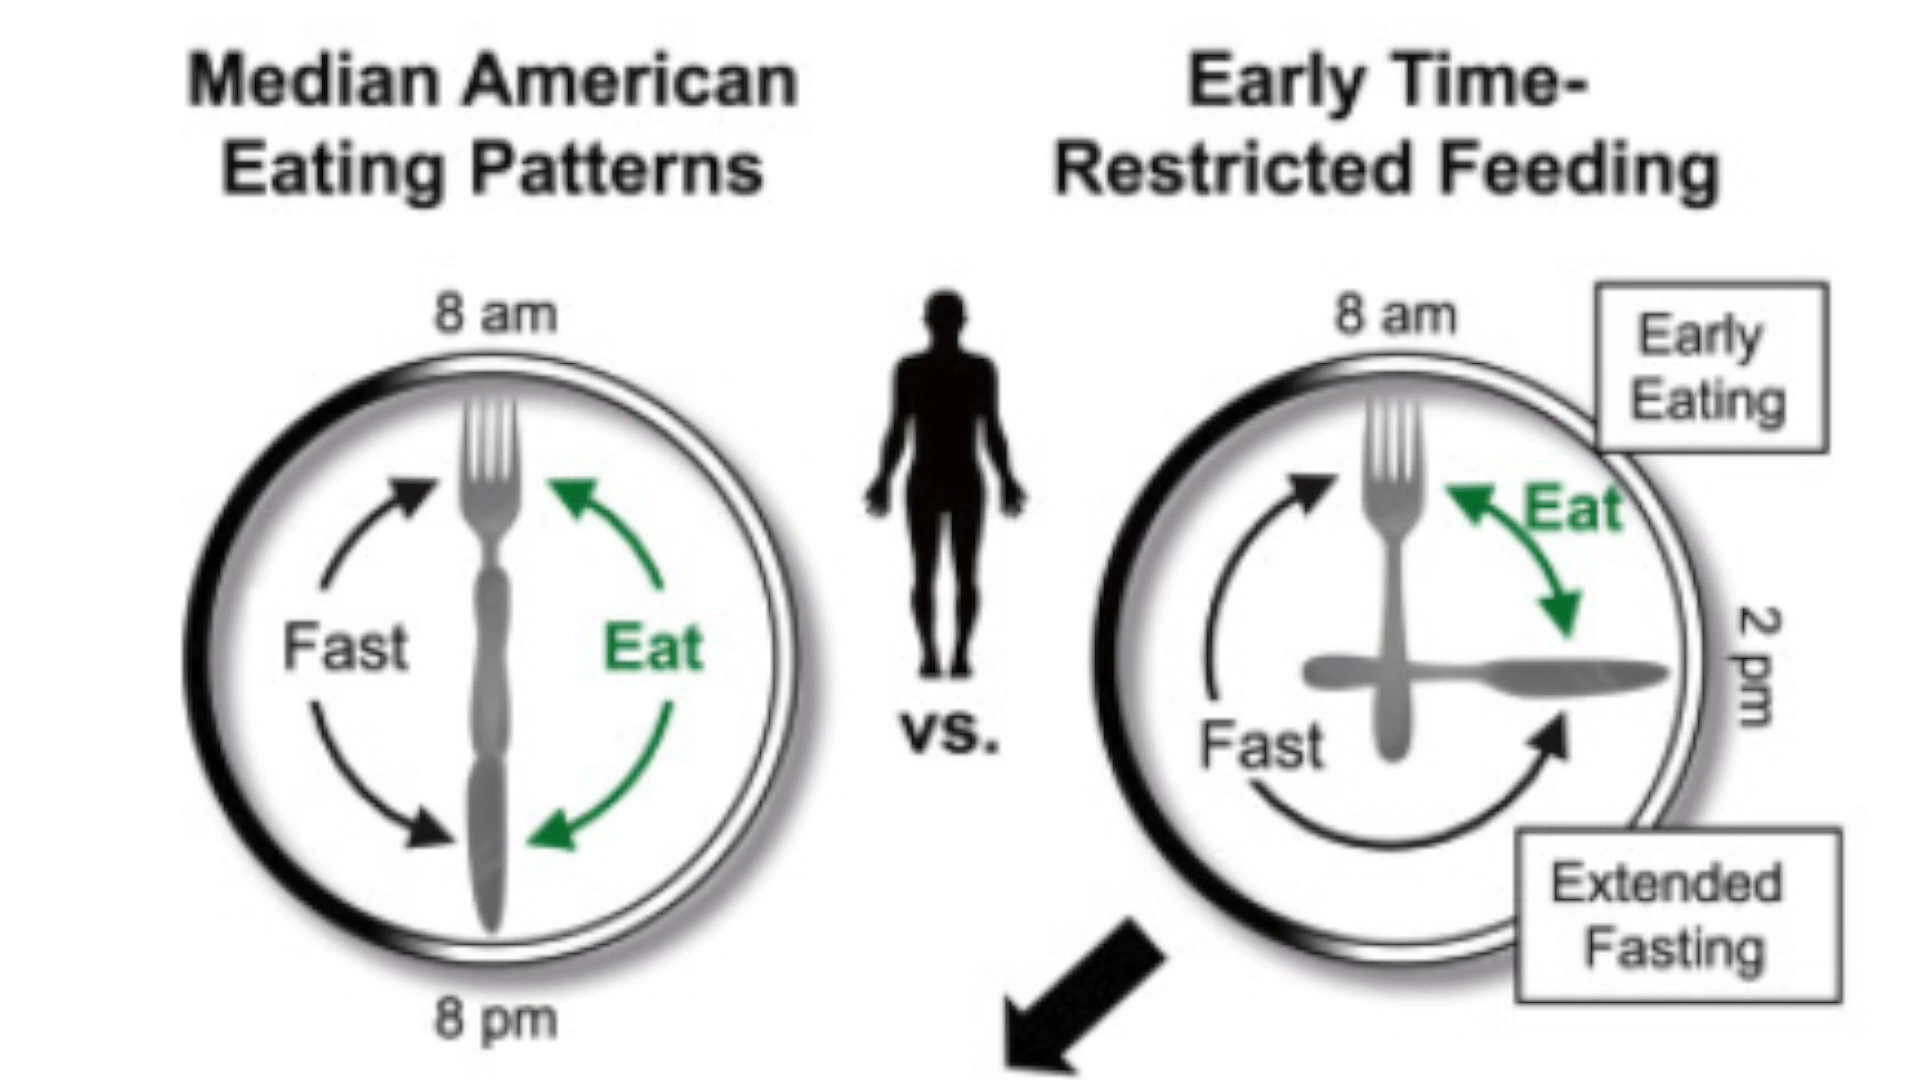 Median American
Eating Patterns
Early Time-
Restricted Feeding
8 am
Fast
Eat
8 pm
vs.
8 am
Early
Eating
Eat
2 pm
Fast
Extended
Fasting